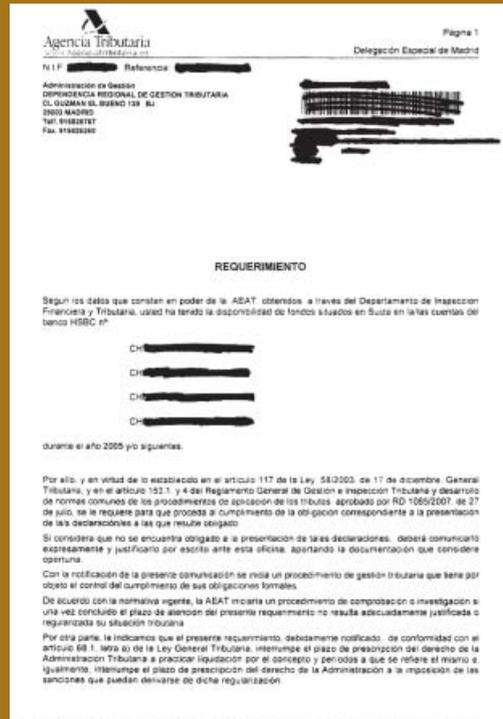 Agencia Tributaria
Página 1
Delegación Especial de Madrid
N.I.F.
Referencia:
Administración de Gestión
DEPENDENCIA REGIONAL DE GESTION TRIBUTARIA
CL GUZMAN EL BUENO 139 BJ
28003 MADRID
REQUERIMIENTO
Según los datos que constan en poder de la AEAT, obtenidos a través del Departamento de Inspección
Financiera y Tributaria, usted ha tenido la disponibilidad de fondos situados en Suiza en la/las cuentas del
banco HSBC nº:
CH
CH
CH
CH
durante el año 2005 y/o siguientes.
Por ello, y en virtud de lo establecido en el artículo 117 de la Ley 58/2003, de 17 de diciembre, General
Tributaria, y en el artículo 153.1. y 4 del Reglamento General de Gestión e Inspección Tributaria y desarrollo
de normas comunes de los procedimientos de aplicación de los tributos, aprobado por RD 1065/2007, de 27
de julio, se le requiere para que proceda al cumplimiento de la obligación correspondiente a la presentación
de la/s declaración/es a las que resulte obligado.
Si considera que no se encuentra obligado a la presentación de tales declaraciones, deberá comunicarlo
expresamente y justificarlo por escrito ante esta oficina, aportando la documentación que considere
oportuna.
Con la notificación de la presente comunicación se inicia un procedimiento de gestión tributaria que tiene por
objeto el control del cumplimiento de sus obligaciones formales.
De acuerdo con la normativa vigente, la AEAT iniciaría un procedimiento de comprobación o investigación si
una vez concluido el plazo de atención del presente requerimiento no resulta adecuadamente justificada o
regularizada su situación tributaria
Por otra parte, le indicamos que el presente requerimiento, debidamente notificado, de conformidad con el
artículo 68.1, letra a) de la Ley General Tributaria, interrumpe el plazo de prescripción del derecho de la
Administración Tributaria a practicar liquidación por el concepto y periodos a que se refiere el mismo e,
igualmente, interrumpe el plazo de prescripción del derecho de la Administración a la imposición de las
sanciones que puedan derivarse de dicha regularización.